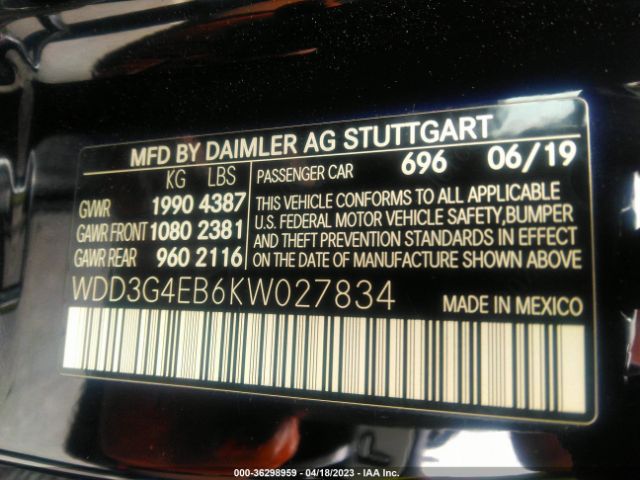 MFD BY DAIMLER AG STUTTGART
KG LBS
GVWR 1990 4387
GAWR FRONT 1080 2381
GAWR REAR 960 2116
PASSENGER CAR 696 06/19
THIS VEHICLE CONFORMS TO ALL APPLICABLE
U.S. FEDERAL MOTOR VEHICLE SAFETY,BUMPER
AND THEFT PREVENTION STANDARDS IN EFFECT
ON THE DATE OF MANUFACTURE SHOWN ABOVE
WDD3G4EB6KW027834
MADE IN MEXICO
000-36298959 - 04/18/2023 - IAA Inc.